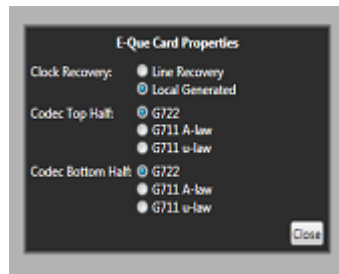 E-Que Card Properties
Clock Recovery: Line Recovery
Local Generated
Codec Top Half: G722
G711 A-law
G711 u-law
Codec Bottom Half: G722
G711 A-law
G711 u-law
Close